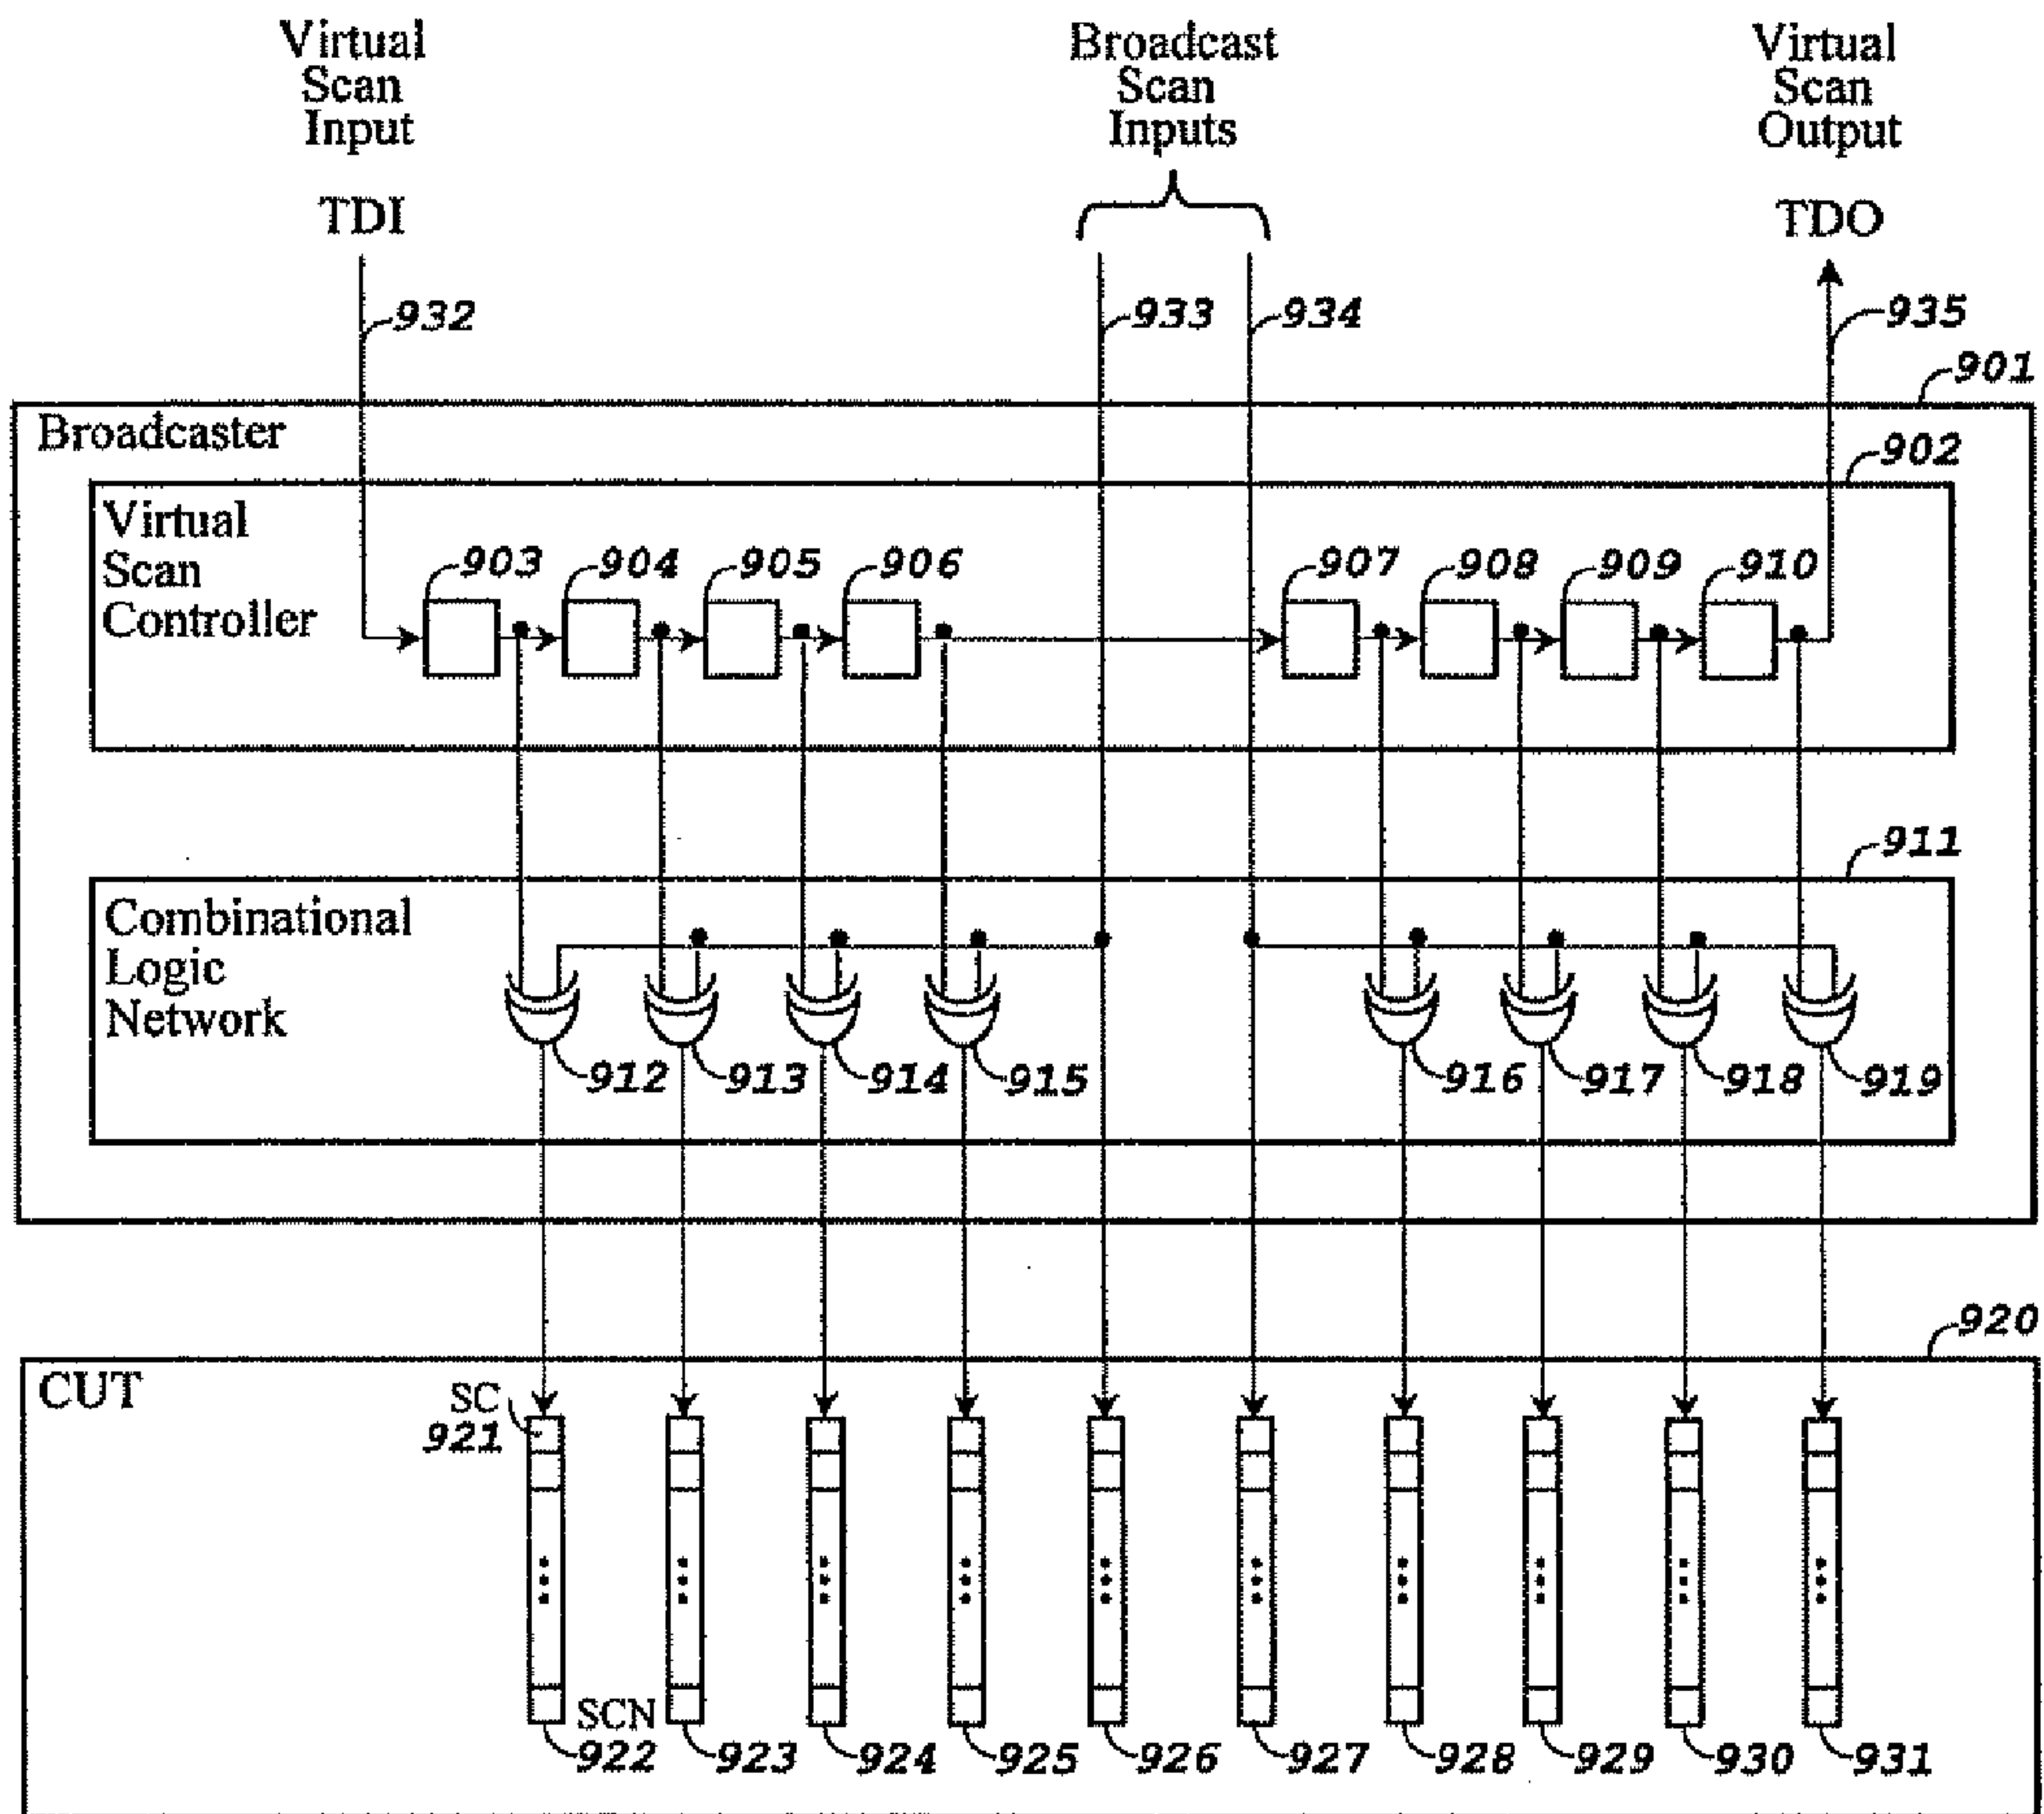 Virtual
Scan
Input
Broadcast
Scan
Inputs
Virtual
Scan
Output
TDI
TDO
932
933
934
935
901
Broadcaster
902
Virtual
Scan
Controller
903
904
905
906
907
908
909
910
911
Combinational
Logic
Network
912
913
914
915
916
917
918
919
920
CUT
SC
921
SCN
922
923
924
925
926
927
928
929
930
931